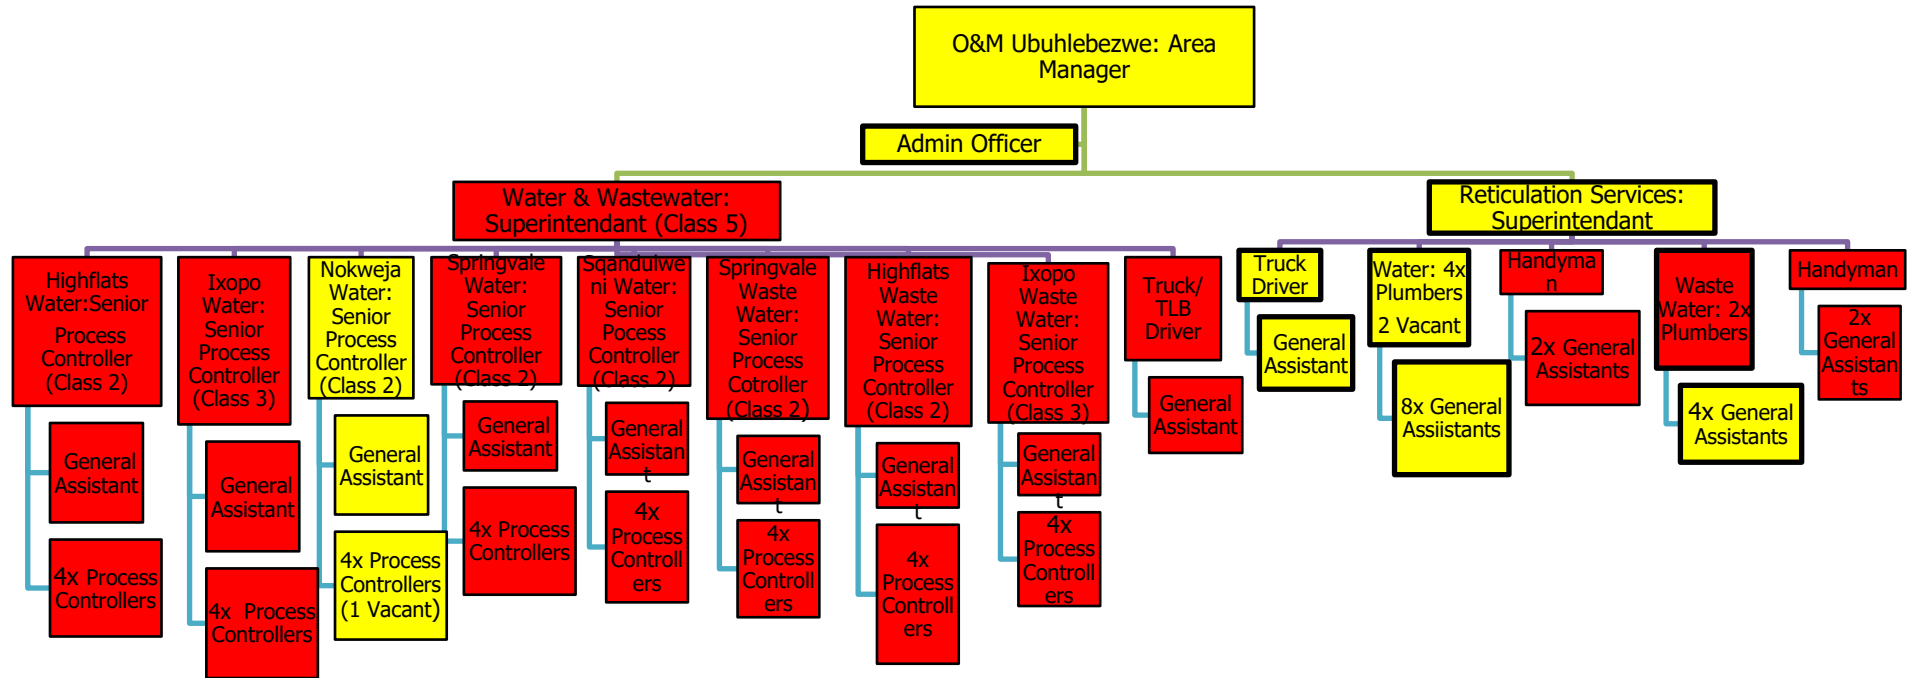 O&M Ubuhlebezwe: Area
Manager
Admin Officer
Water & Wastewater:
Superintendant (Class 5)
Reticulation Services:
Superintendant
Highflats
Water:Senior
Process
Controller
(Class 2)
General
Assistant
4x Process
Controllers
Ixopo
Water:
Senior
Process
Controller
(Class 3)
General
Assistant
4x Process
Controllers
Nokweja
Water:
Senior
Process
Controller
(Class 2)
General
Assistant
4x Process
Controllers
(1 Vacant)
Springvale
Water:
Senior
Process
Controller
(Class 2)
General
Assistant
4x Process
Controllers
Sqandulwe
ni Water:
Senior
Pocess
Controller
(Class 2)
General
Assistan
t
4x
Process
Controll
ers
Springvale
Waste
Water:
Senior
Process
Cotroller
(Class 2)
General
Assistan
t
4x
Process
Controll
ers
Highflats
Waste
Water:
Senior
Process
Controller
(Class 2)
General
Assistan
t
4x
Process
Controll
ers
Ixopo
Waste
Water:
Senior
Process
Controller
(Class 3)
General
Assistan
t
4x
Process
Controll
ers
Truck/
TLB
Driver
General
Assistant
Truck
Driver
General
Assistant
Water: 4x
Plumbers
2 Vacant
8x General
Assiistants
Handyma
n
2x General
Assistants
Waste
Water: 2x
Plumbers
4x General
Assistants
Handyman
2x
General
Assistan
ts